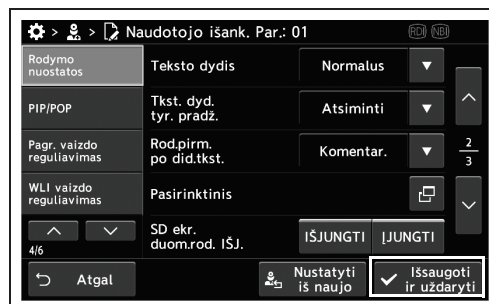 > > Naudotojo išank. Par.: 01 RDI NBI
Rodymo
nuostatos
Teksto dydis Normalus ▼
PIP/POP
Tkst. dyd.
tyr. pradž. Atsiminti ▼
Pagr. vaizdo
reguliavimas
Rod.pirm.
po did.tkst. Komentar. ▼
2
3
WLI vaizdo
reguliavimas
Pasirinktinis
4/6
SD ekr.
duom.rod. IŠJ. IŠJUNGTI ĮJUNGTI
Atgal
Nustatyti
iš naujo
Išsaugoti
ir uždaryti